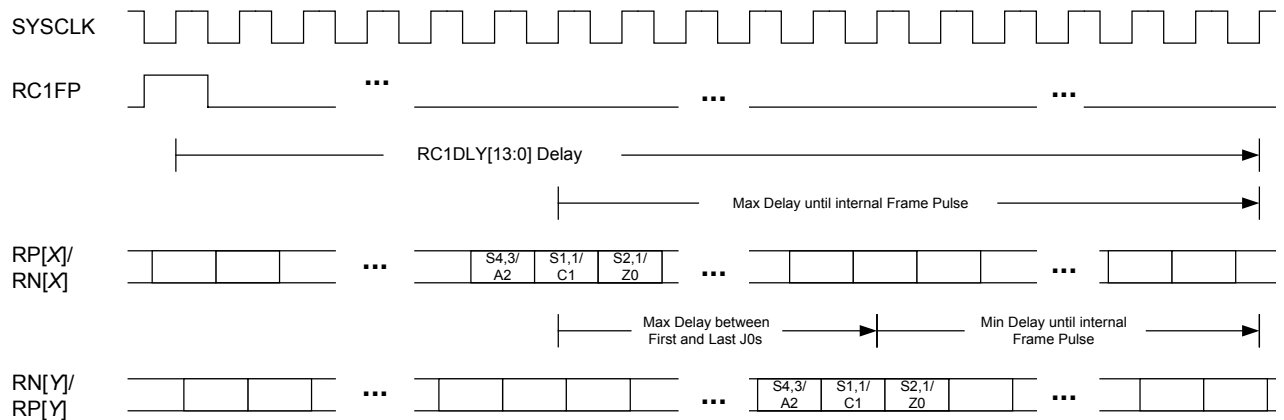 SYSCLK
RC1FP
...
...
...
RC1DLY[13:0] Delay
Max Delay until internal Frame Pulse
RP[X]/
RN[X]
...
S4,3/
A2
S1,1/
C1
S2,1/
Z0
...
...
Max Delay between
First and Last J0s
Min Delay until internal
Frame Pulse
RN[Y]/
RP[Y]
...
...
S4,3/
A2
S1,1/
C1
S2,1/
Z0
...